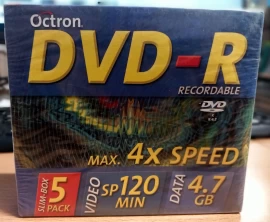 Octron
DVD-R
RECORDABLE
DVD
MAX. 4x SPEED
SLIM-BOX
5
PACK
VIDEO
SP 120
MIN
DATA
4.7
GB